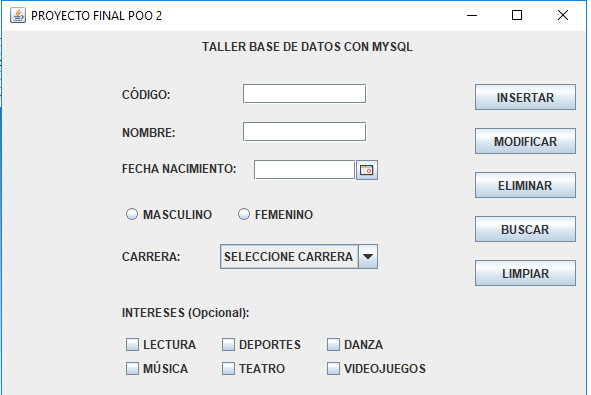 PROYECTO FINAL POO 2
TALLER BASE DE DATOS CON MYSQL
CÓDIGO:
INSERTAR
NOMBRE:
MODIFICAR
FECHA NACIMIENTO:
ELIMINAR
MASCULINO FEMENINO
BUSCAR
CARRERA: SELECCIONE CARRERA
LIMPIAR
INTERESES (Opcional):
LECTURA DEPORTES DANZA
MÚSICA TEATRO VIDEOJUEGOS